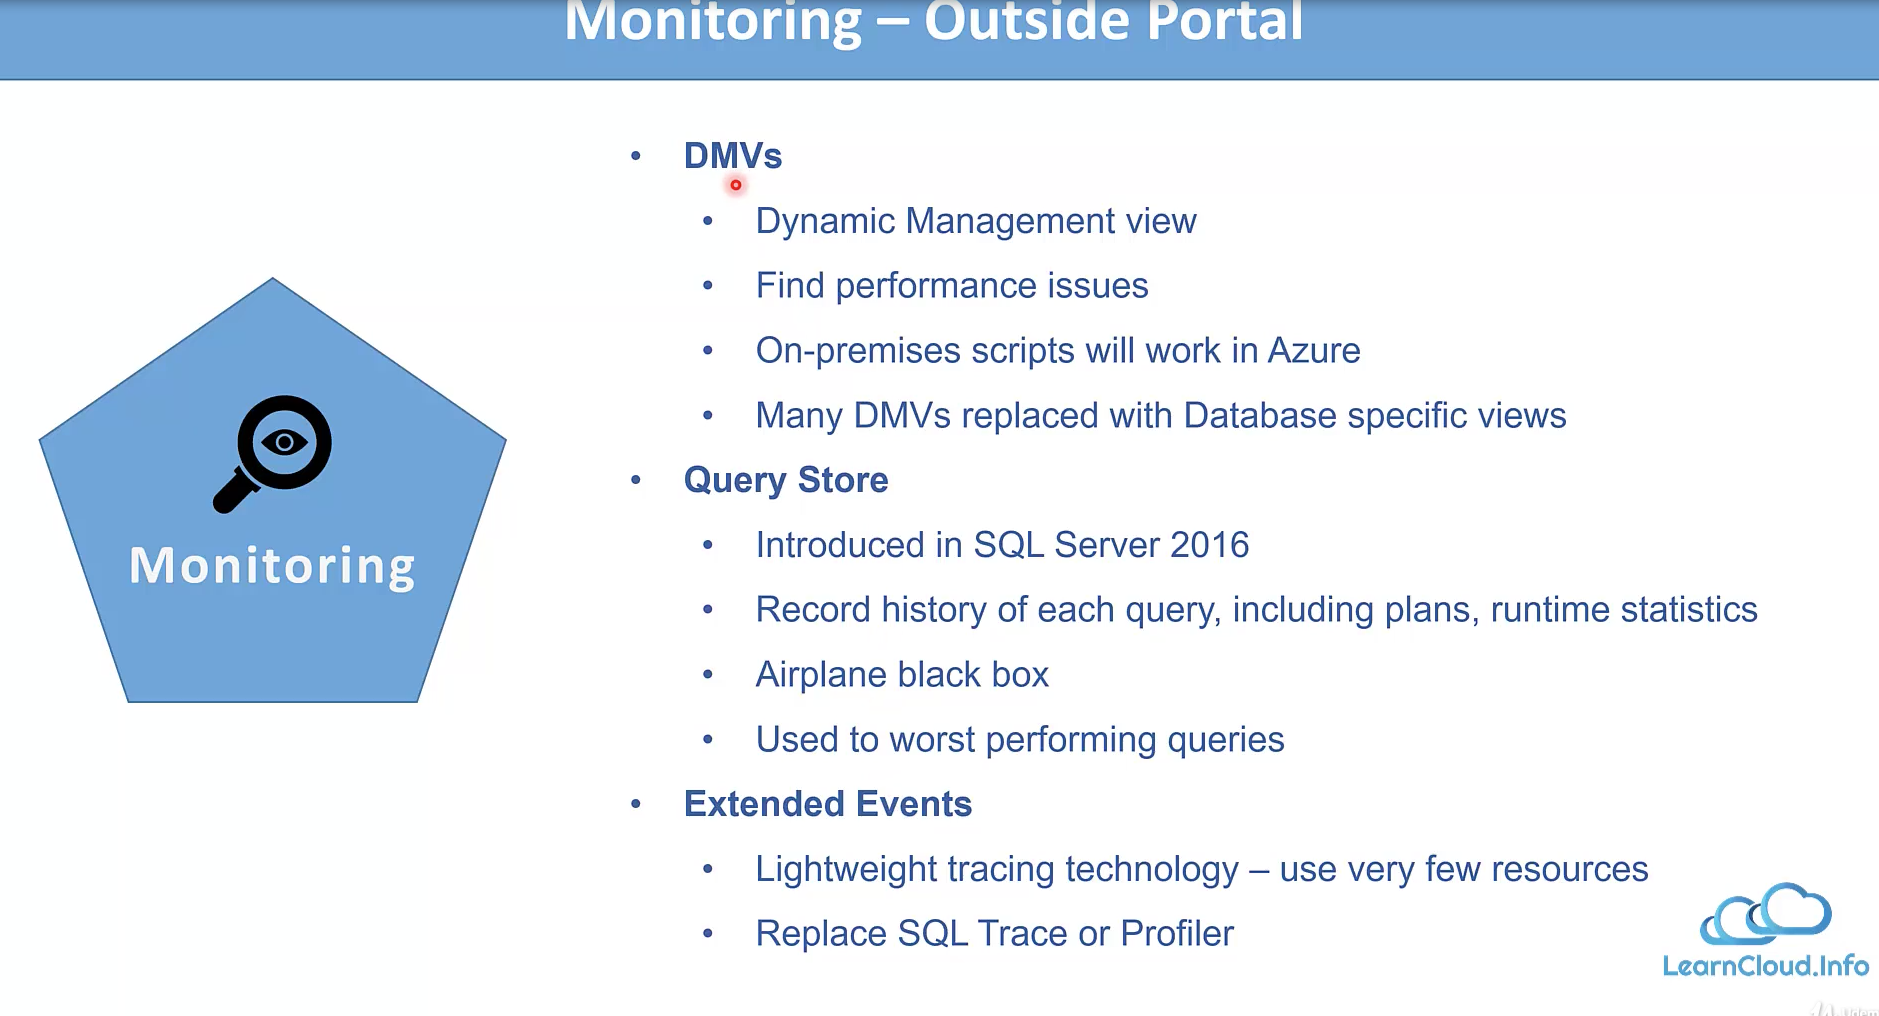 Monitoring – Outside Portal
• DMVs
• Dynamic Management view
• Find performance issues
• On-premises scripts will work in Azure
• Many DMVs replaced with Database specific views
• Query Store
• Introduced in SQL Server 2016
• Record history of each query, including plans, runtime statistics
• Airplane black box
• Used to worst performing queries
• Extended Events
• Lightweight tracing technology – use very few resources
• Replace SQL Trace or Profiler
Monitoring
LearnCloud.Info